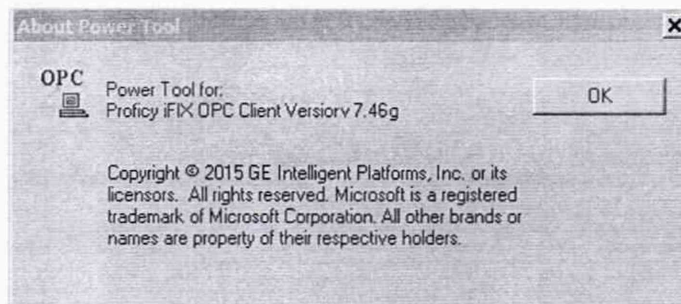 About Power Tool
OPC
Power Tool for:
Proficy iFIX OPC Client Versiorv 7.46g
OK
Copyright © 2015 GE Intelligent Platforms, Inc. or its
licensors. All rights reserved. Microsoft is a registered
trademark of Microsoft Corporation. All other brands or
names are property of their respective holders.